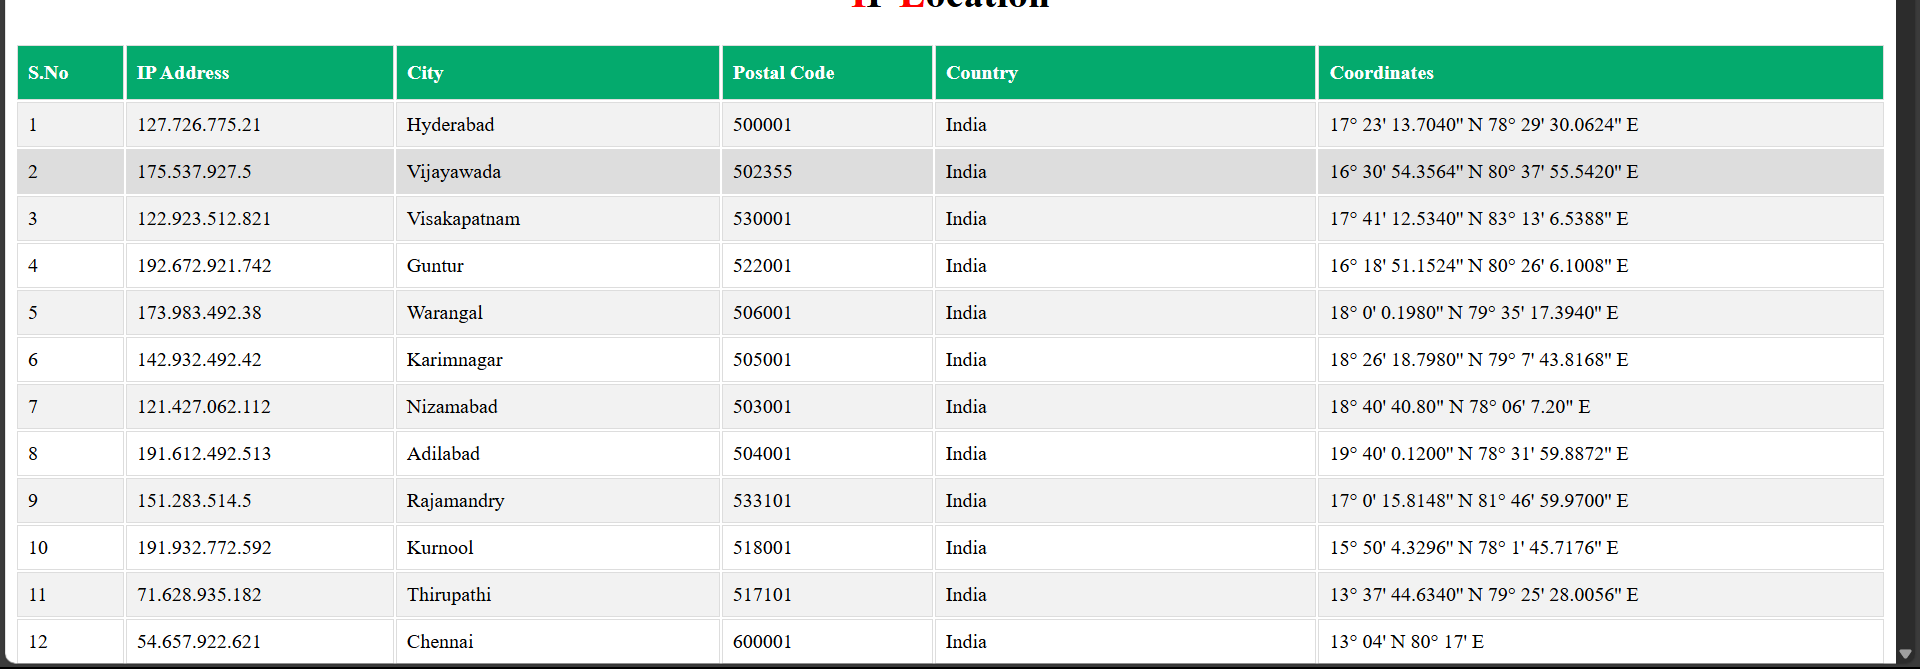 IP Location
S.No IP Address City Postal Code Country Coordinates
1 127.726.775.21 Hyderabad 500001 India 17° 23' 13.7040" N 78° 29' 30.0624" E
2 175.537.927.5 Vijayawada 502355 India 16° 30' 54.3564" N 80° 37' 55.5420" E
3 122.923.512.821 Visakapatnam 530001 India 17° 41' 12.5340" N 83° 13' 6.5388" E
4 192.672.921.742 Guntur 522001 India 16° 18' 51.1524" N 80° 26' 6.1008" E
5 173.983.492.38 Warangal 506001 India 18° 0' 0.1980" N 79° 35' 17.3940" E
6 142.932.492.42 Karimnagar 505001 India 18° 26' 18.7980" N 79° 7' 43.8168" E
7 121.427.062.112 Nizamabad 503001 India 18° 40' 40.80" N 78° 06' 7.20" E
8 191.612.492.513 Adilabad 504001 India 19° 40' 0.1200" N 78° 31' 59.8872" E
9 151.283.514.5 Rajamandry 533101 India 17° 0' 15.8148" N 81° 46' 59.9700" E
10 191.932.772.592 Kurnool 518001 India 15° 50' 4.3296" N 78° 1' 45.7176" E
11 71.628.935.182 Thirupathi 517101 India 13° 37' 44.6340" N 79° 25' 28.0056" E
12 54.657.922.621 Chennai 600001 India 13° 04' N 80° 17' E